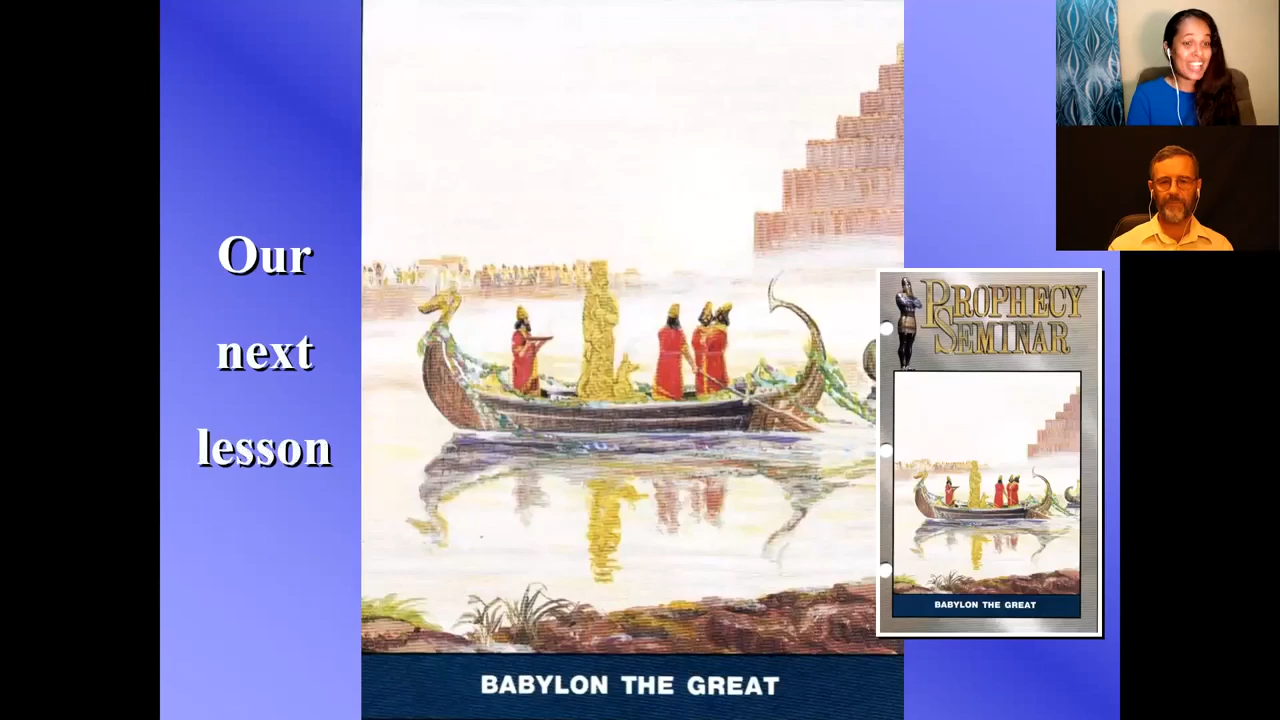 Our
next
lesson
BABYLON THE GREAT
PROPHECY
SEMINAR
BABYLON THE GREAT